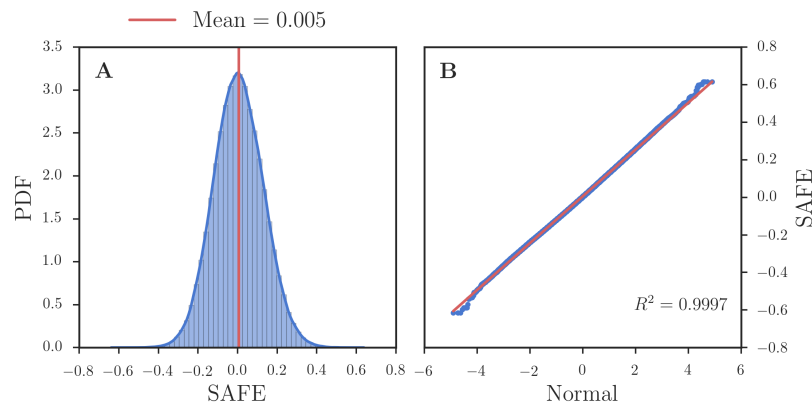 Mean = 0.005
A
3.5
3.0
2.5
2.0
1.5
1.0
0.5
0.0
PDF
−0.8 −0.6 −0.4 −0.2 0.0 0.2 0.4 0.6 0.8
SAFE
B
0.8
0.6
0.4
0.2
0.0
−0.2
−0.4
−0.6
−0.8
SAFE
R² = 0.9997
−6 −4 −2 0 2 4 6
Normal